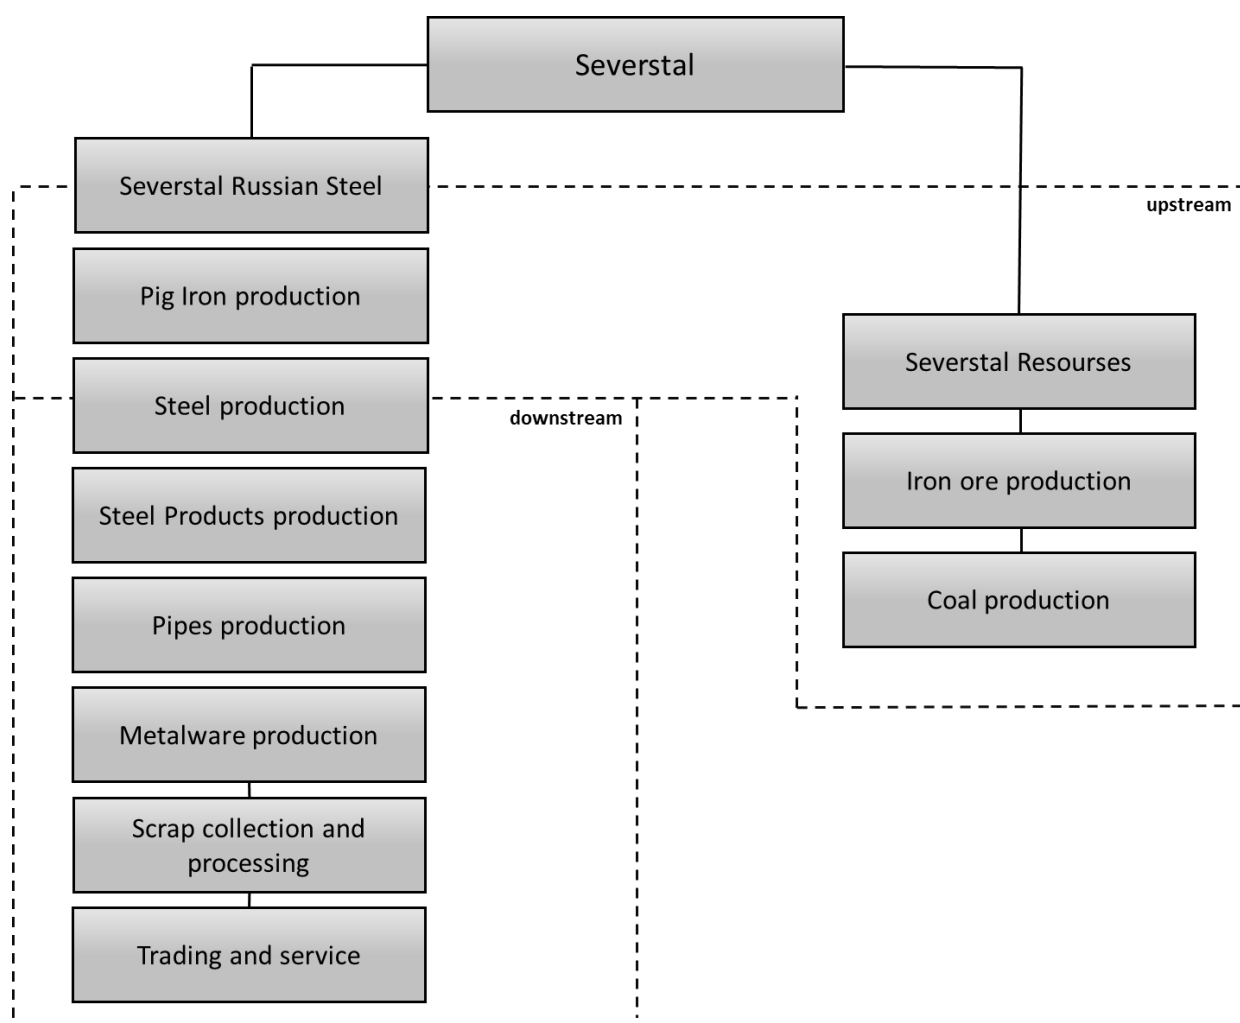 Severstal
Severstal Russian Steel
upstream
Pig Iron production
Severstal Resourses
Steel production
downstream
Iron ore production
Steel Products production
Coal production
Pipes production
Metalware production
Scrap collection and
processing
Trading and service